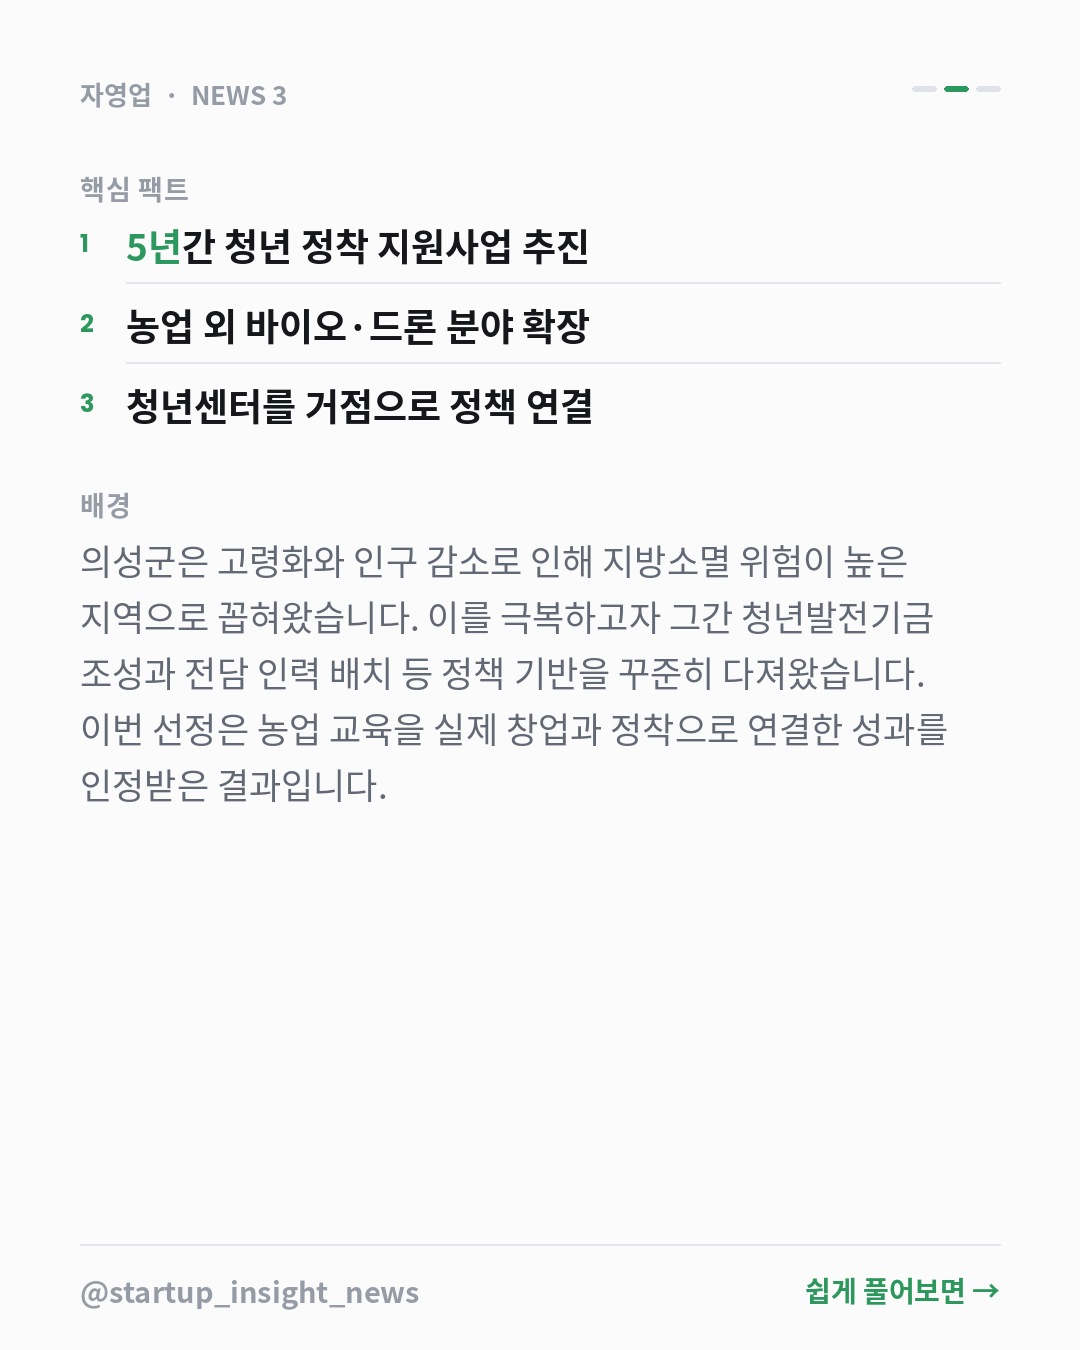 자영업 · NEWS 3
핵심 팩트
1 5년간 청년 정착 지원사업 추진
2 농업 외 바이오·드론 분야 확장
3 청년센터를 거점으로 정책 연결
배경
의성군은 고령화와 인구 감소로 인해 지방소멸 위험이 높은
지역으로 꼽혀왔습니다. 이를 극복하고자 그간 청년발전기금
조성과 전담 인력 배치 등 정책 기반을 꾸준히 다져왔습니다.
이번 선정은 농업 교육을 실제 창업과 정착으로 연결한 성과를
인정받은 결과입니다.
@startup_insight_news 쉽게 풀어보면 →